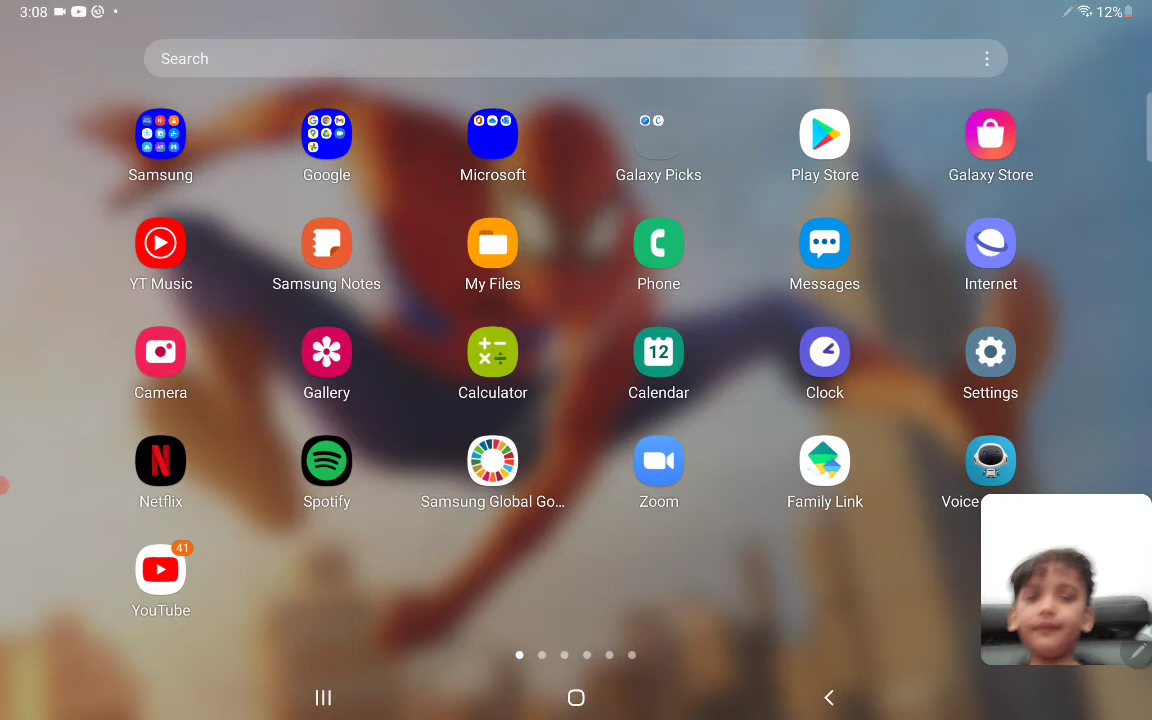 3:08
12%
Search
Samsung
Google
Microsoft
Galaxy Picks
Play Store
Galaxy Store
YT Music
Samsung Notes
My Files
Phone
Messages
Internet
Camera
Gallery
Calculator
12
Calendar
Clock
Settings
N
Netflix
Spotify
Samsung Global Go...
Zoom
Family Link
Voice
41
YouTube